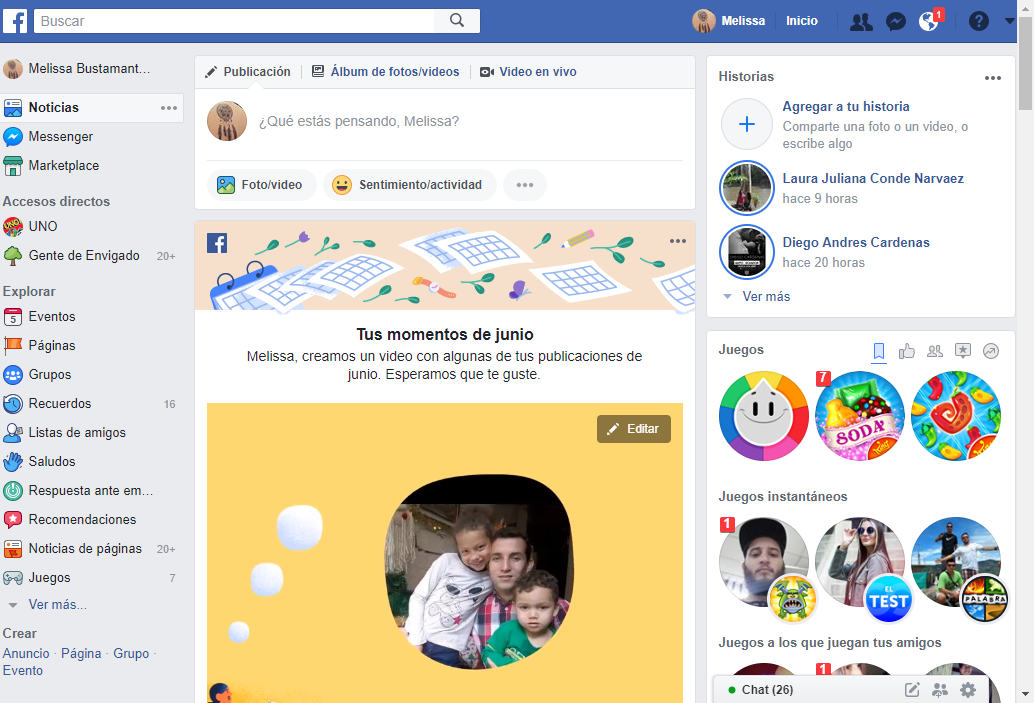 Buscar
Melissa
Inicio
1
?
Melissa Bustamant...
Noticias
Messenger
Marketplace
Accesos directos
UNO
Gente de Envigado 20+
Explorar
5 Eventos
Páginas
Grupos
Recuerdos 16
Listas de amigos
Saludos
Respuesta ante em...
Recomendaciones
Noticias de páginas 20+
Juegos 7
Ver más...
Crear
Anuncio · Página · Grupo ·
Evento
Publicación
Álbum de fotos/videos
Video en vivo
¿Qué estás pensando, Melissa?
Foto/video
Sentimiento/actividad
Tus momentos de junio
Melissa, creamos un video con algunas de tus publicaciones de
junio. Esperamos que te guste.
Editar
Historias
Agregar a tu historia
Comparte una foto o un video, o
escribe algo
Laura Juliana Conde Narvaez
hace 9 horas
Diego Andres Cardenas
hace 20 horas
Ver más
Juegos
7
SODA
King
Juegos instantáneos
1
EL
TEST
PALABRA
Juegos a los que juegan tus amigos
1
Chat (26)